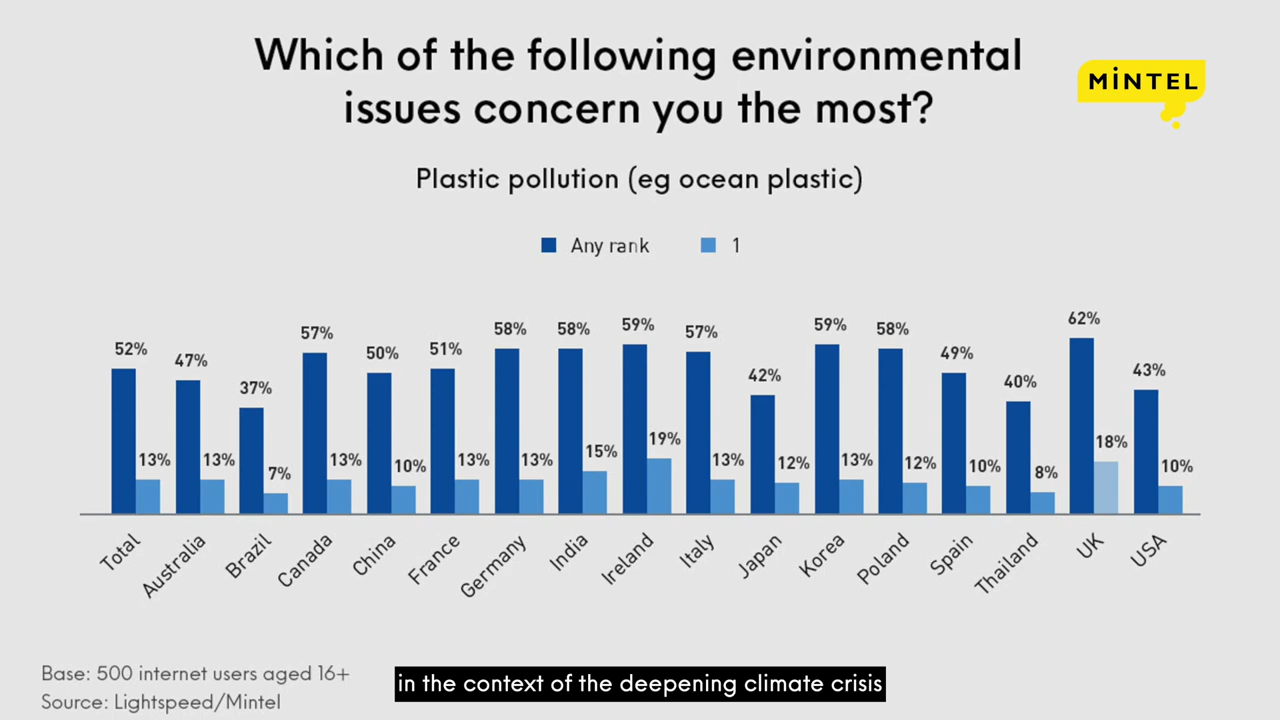 Which of the following environmental
issues concern you the most?
MiNTEL
Plastic pollution (eg ocean plastic)
Any rank 1
52% 13% 47% 13% 37% 7% 57% 13% 50% 10% 51% 13% 58% 13% 58% 15% 59% 19% 57% 13% 42% 12% 59% 13% 58% 12% 49% 10% 40% 8% 62% 18% 43% 10%
Total Australia Brazil Canada China France Germany India Ireland Italy Japan Korea Poland Spain Thailand UK USA
Base: 500 internet users aged 16+
Source: Lightspeed/Mintel
in the context of the deepening climate crisis